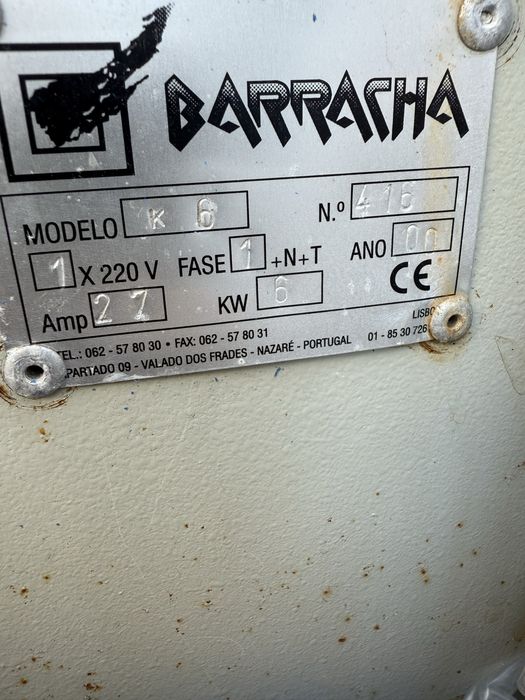 BARRACHA
MODELO K 6 N.º 416
1 X 220 V FASE 1 +N+T ANO 00
Amp 27 KW 6 CE
TEL.: 062 - 57 80 30 • FAX: 062 - 57 80 31 LISBO
APARTADO 09 - VALADO DOS FRADES - NAZARÉ - PORTUGAL 01 - 85 30 726